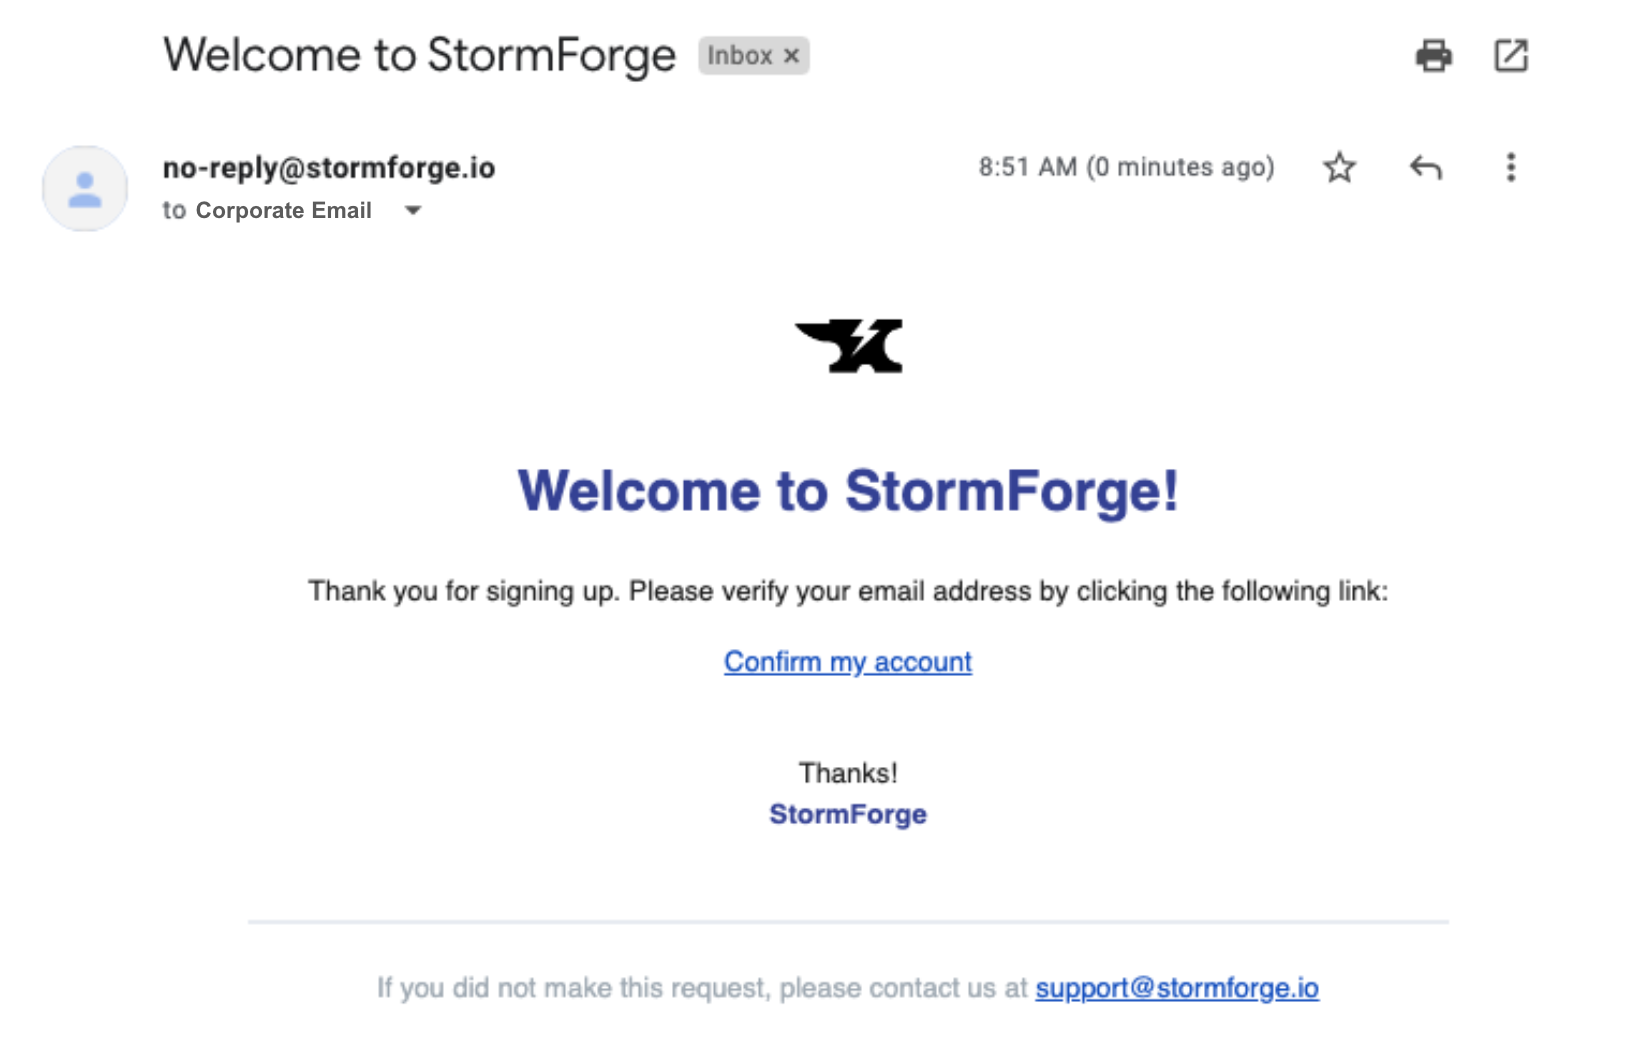 Welcome to StormForge Inbox ×
no-reply@stormforge.io 8:51 AM (0 minutes ago)
to Corporate Email
Welcome to StormForge!
Thank you for signing up. Please verify your email address by clicking the following link:
Confirm my account
Thanks!
StormForge
If you did not make this request, please contact us at support@stormforge.io